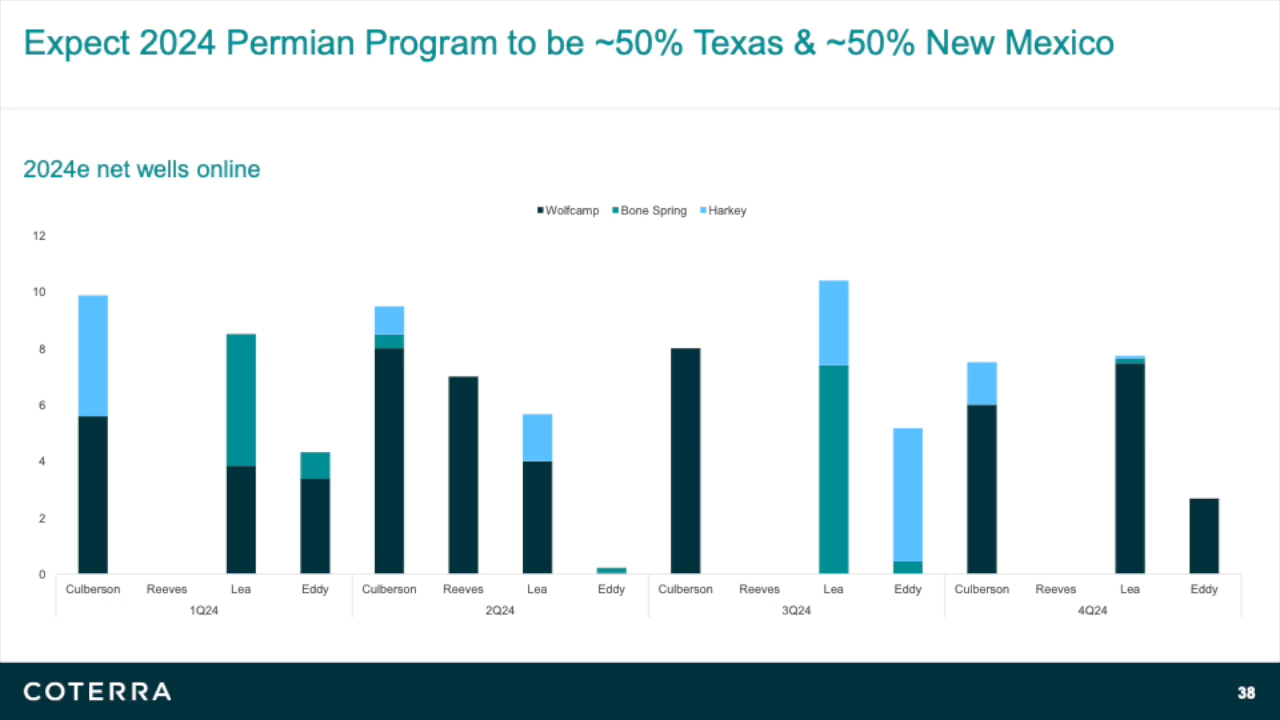 Expect 2024 Permian Program to be ~50% Texas & ~50% New Mexico
2024e net wells online
Wolfcamp Bone Spring Harkey
12
10
8
6
4
2
0
Culberson Reeves Lea Eddy Culberson Reeves Lea Eddy Culberson Reeves Lea Eddy Culberson Reeves Lea Eddy
1Q24 2Q24 3Q24 4Q24
COTERRA 38